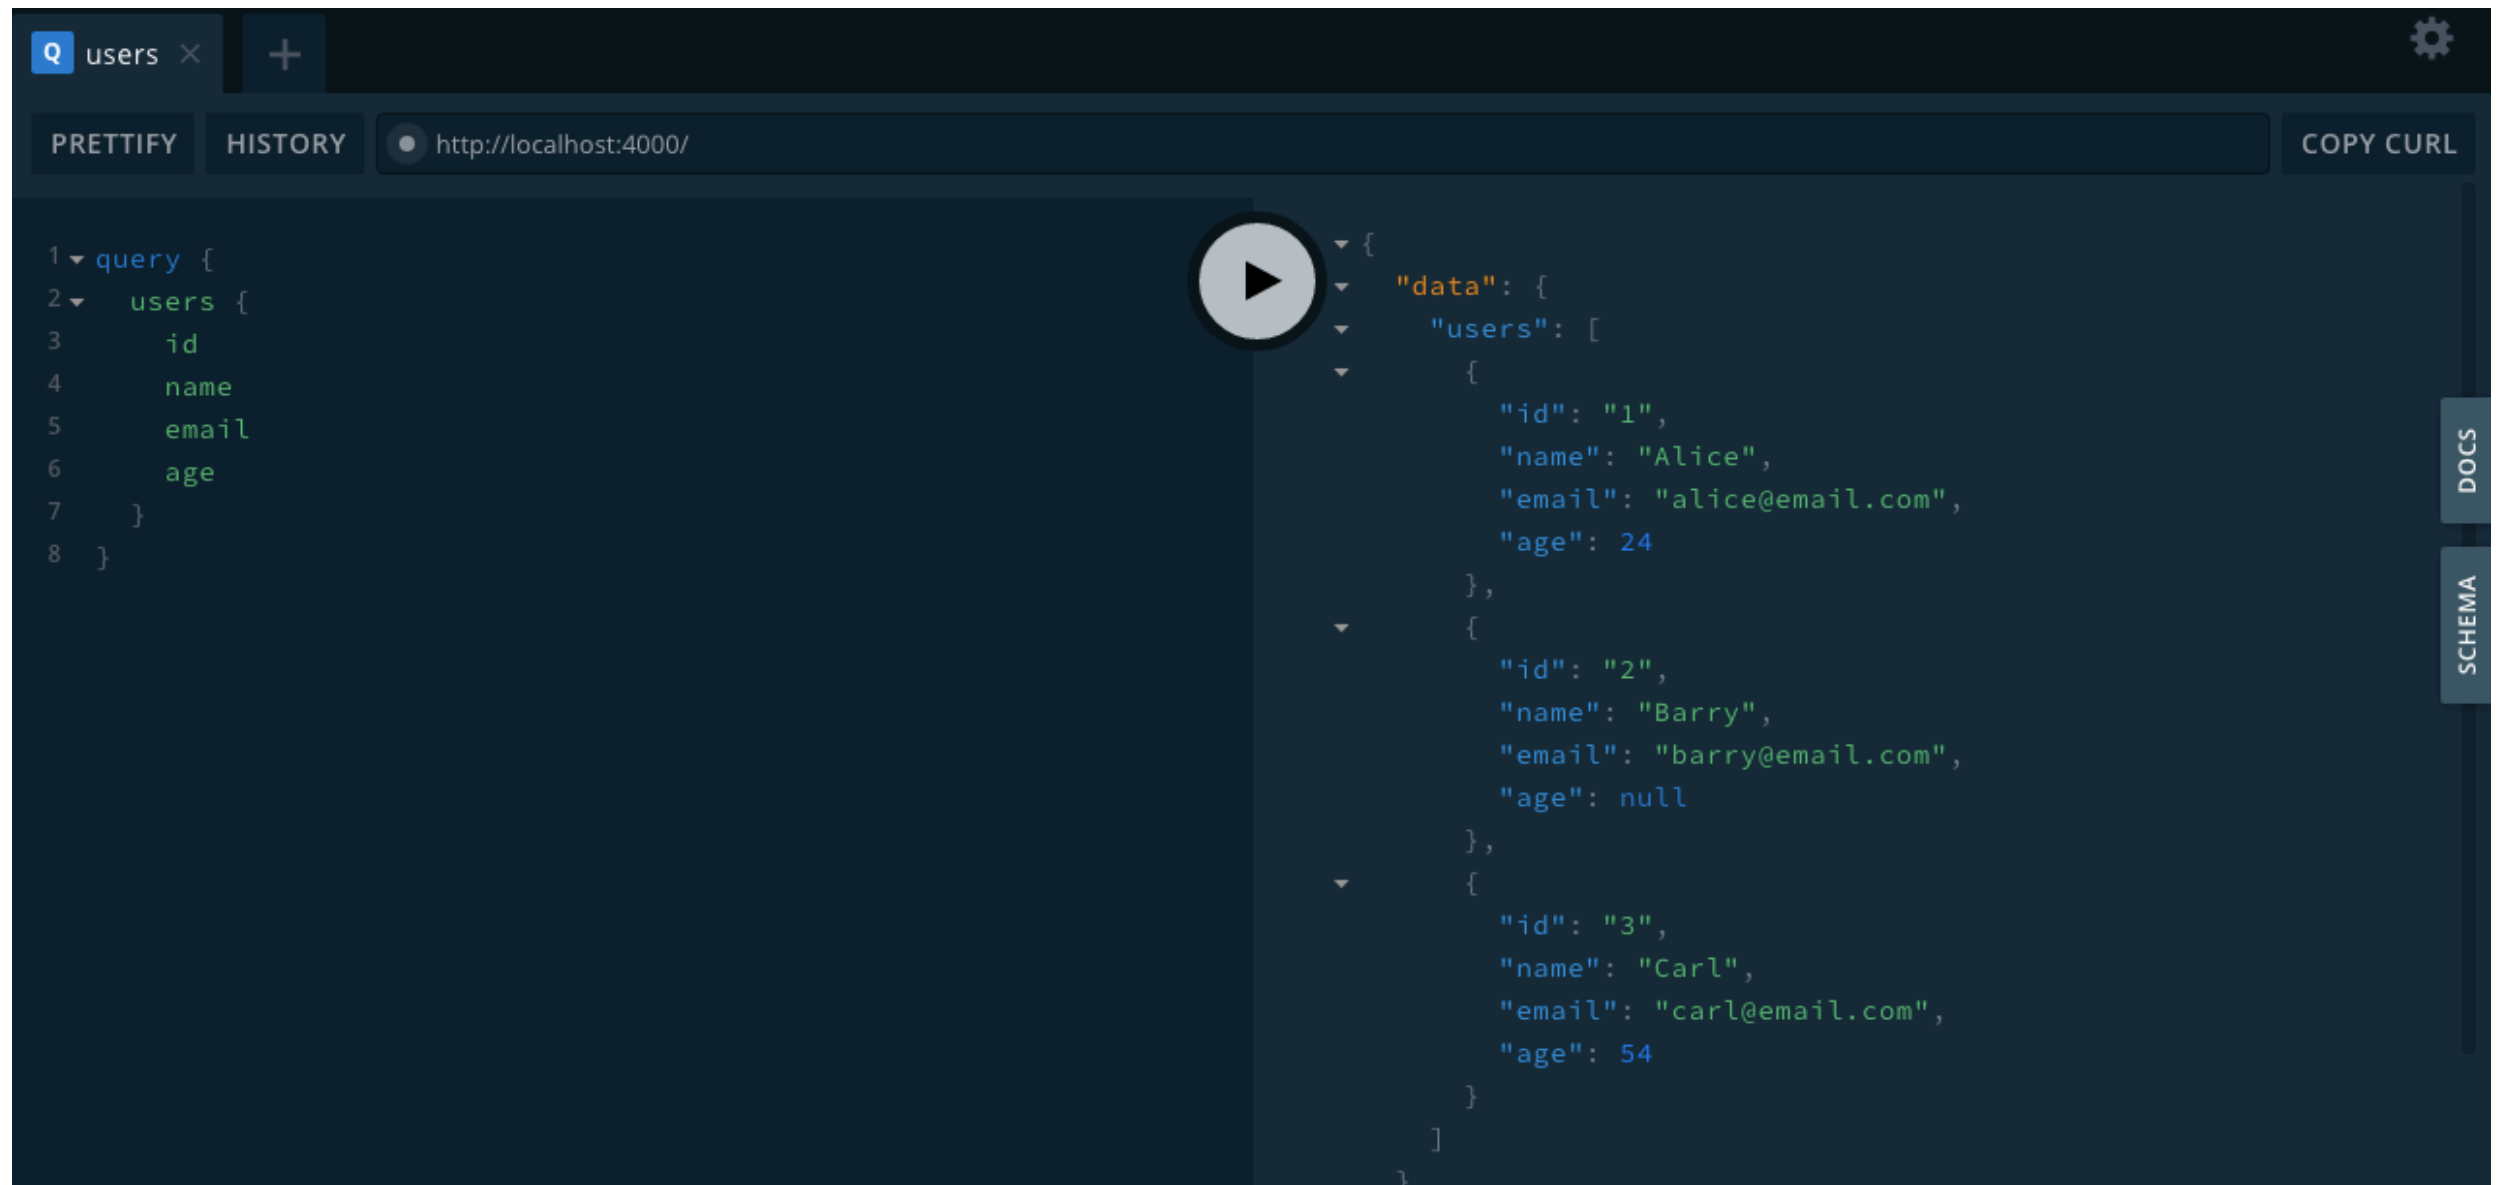 Q users ×
PRETTIFY HISTORY http://localhost:4000/ COPY CURL
1 query {
2 users {
3 id
4 name
5 email
6 age
7 }
8 }
{
"data": {
"users": [
{
"id": "1",
"name": "Alice",
"email": "alice@email.com",
"age": 24
},
{
"id": "2",
"name": "Barry",
"email": "barry@email.com",
"age": null
},
{
"id": "3",
"name": "Carl",
"email": "carl@email.com",
"age": 54
}
]
}
DOCS
SCHEMA